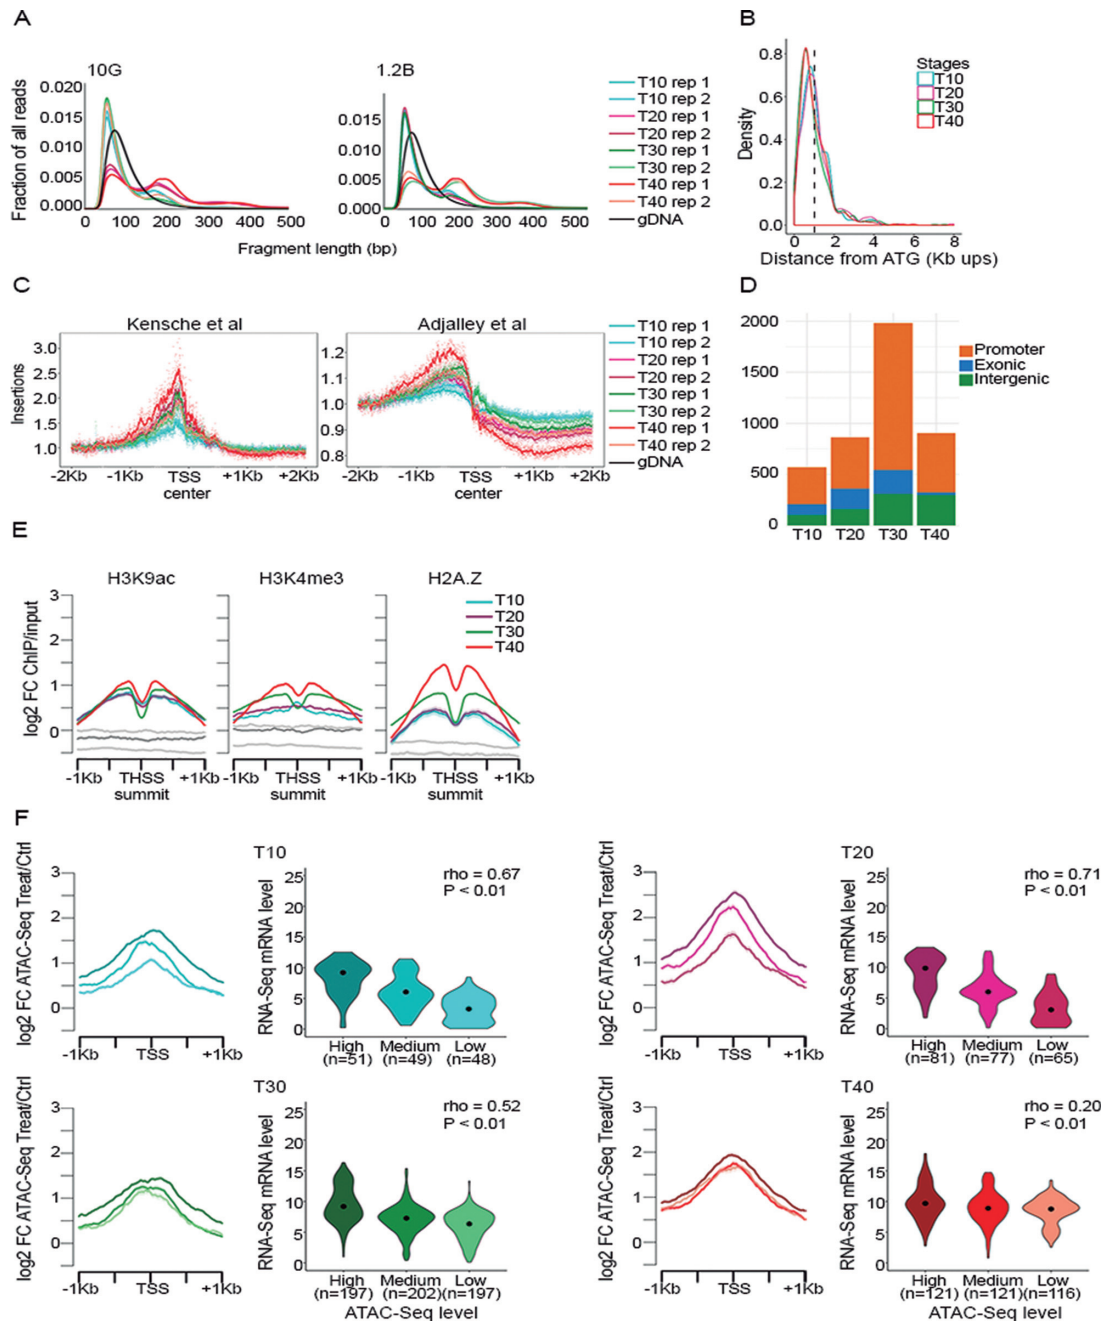 A
10G
1.2B
0.020
0.015
0.010
0.005
0.000
0.015
0.010
0.005
0.000
Fraction of all reads
0 100 200 300 400 500
0 100 200 300 400 500
Fragment length (bp)
T10 rep 1
T10 rep 2
T20 rep 1
T20 rep 2
T30 rep 1
T30 rep 2
T40 rep 1
T40 rep 2
gDNA
B
0.8
0.6
0.4
0.2
0.0
Density
0 2 4 6 8
Distance from ATG (Kb ups)
Stages
T10
T20
T30
T40
C
Kensche et al
Adjalley et al
3.0
2.5
2.0
1.5
1.0
Insertions
-2Kb -1Kb TSS +1Kb +2Kb
center
1.2
1.1
1.0
0.9
0.8
-2Kb -1Kb TSS +1Kb +2Kb
center
T10 rep 1
T10 rep 2
T20 rep 1
T20 rep 2
T30 rep 1
T30 rep 2
T40 rep 1
T40 rep 2
gDNA
D
2000
1500
1000
500
0
T10 T20 T30 T40
Promoter
Exonic
Intergenic
E
H3K9ac
H3K4me3
H2A.Z
3
2
1
0
log2 FC ChIP/input
-1Kb THSS +1Kb
summit
-1Kb THSS +1Kb
summit
-1Kb THSS +1Kb
summit
T10
T20
T30
T40
F
T10
log2 FC ATAC-Seq Treat/Ctrl
3
2
1
0
-1Kb TSS +1Kb
RNA-Seq mRNA level
25
20
15
10
5
0
rho = 0.67
P < 0.01
High Medium Low
(n=51) (n=49) (n=48)
T20
log2 FC ATAC-Seq Treat/Ctrl
3
2
1
0
-1Kb TSS +1Kb
RNA-Seq mRNA level
25
20
15
10
5
0
rho = 0.71
P < 0.01
High Medium Low
(n=81) (n=77) (n=65)
T30
log2 FC ATAC-Seq Treat/Ctrl
3
2
1
0
-1Kb TSS +1Kb
RNA-Seq mRNA level
25
20
15
10
5
0
rho = 0.52
P < 0.01
High Medium Low
(n=197) (n=202)(n=197)
ATAC-Seq level
T40
log2 FC ATAC-Seq Treat/Ctrl
3
2
1
0
-1Kb TSS +1Kb
RNA-Seq mRNA level
25
20
15
10
5
0
rho = 0.20
P < 0.01
High Medium Low
(n=121)(n=121)(n=116)
ATAC-Seq level